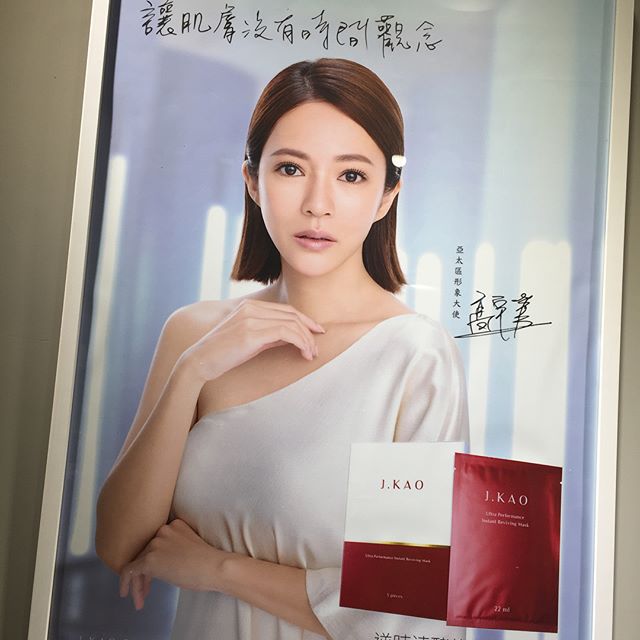 讓肌膚沒有時間觀念
亞太區形象大使
J.KAO
Ultra Performance Instant Reviving Mask
5 pieces
J.KAO
Ultra Performance
Instant Reviving Mask
22 ml